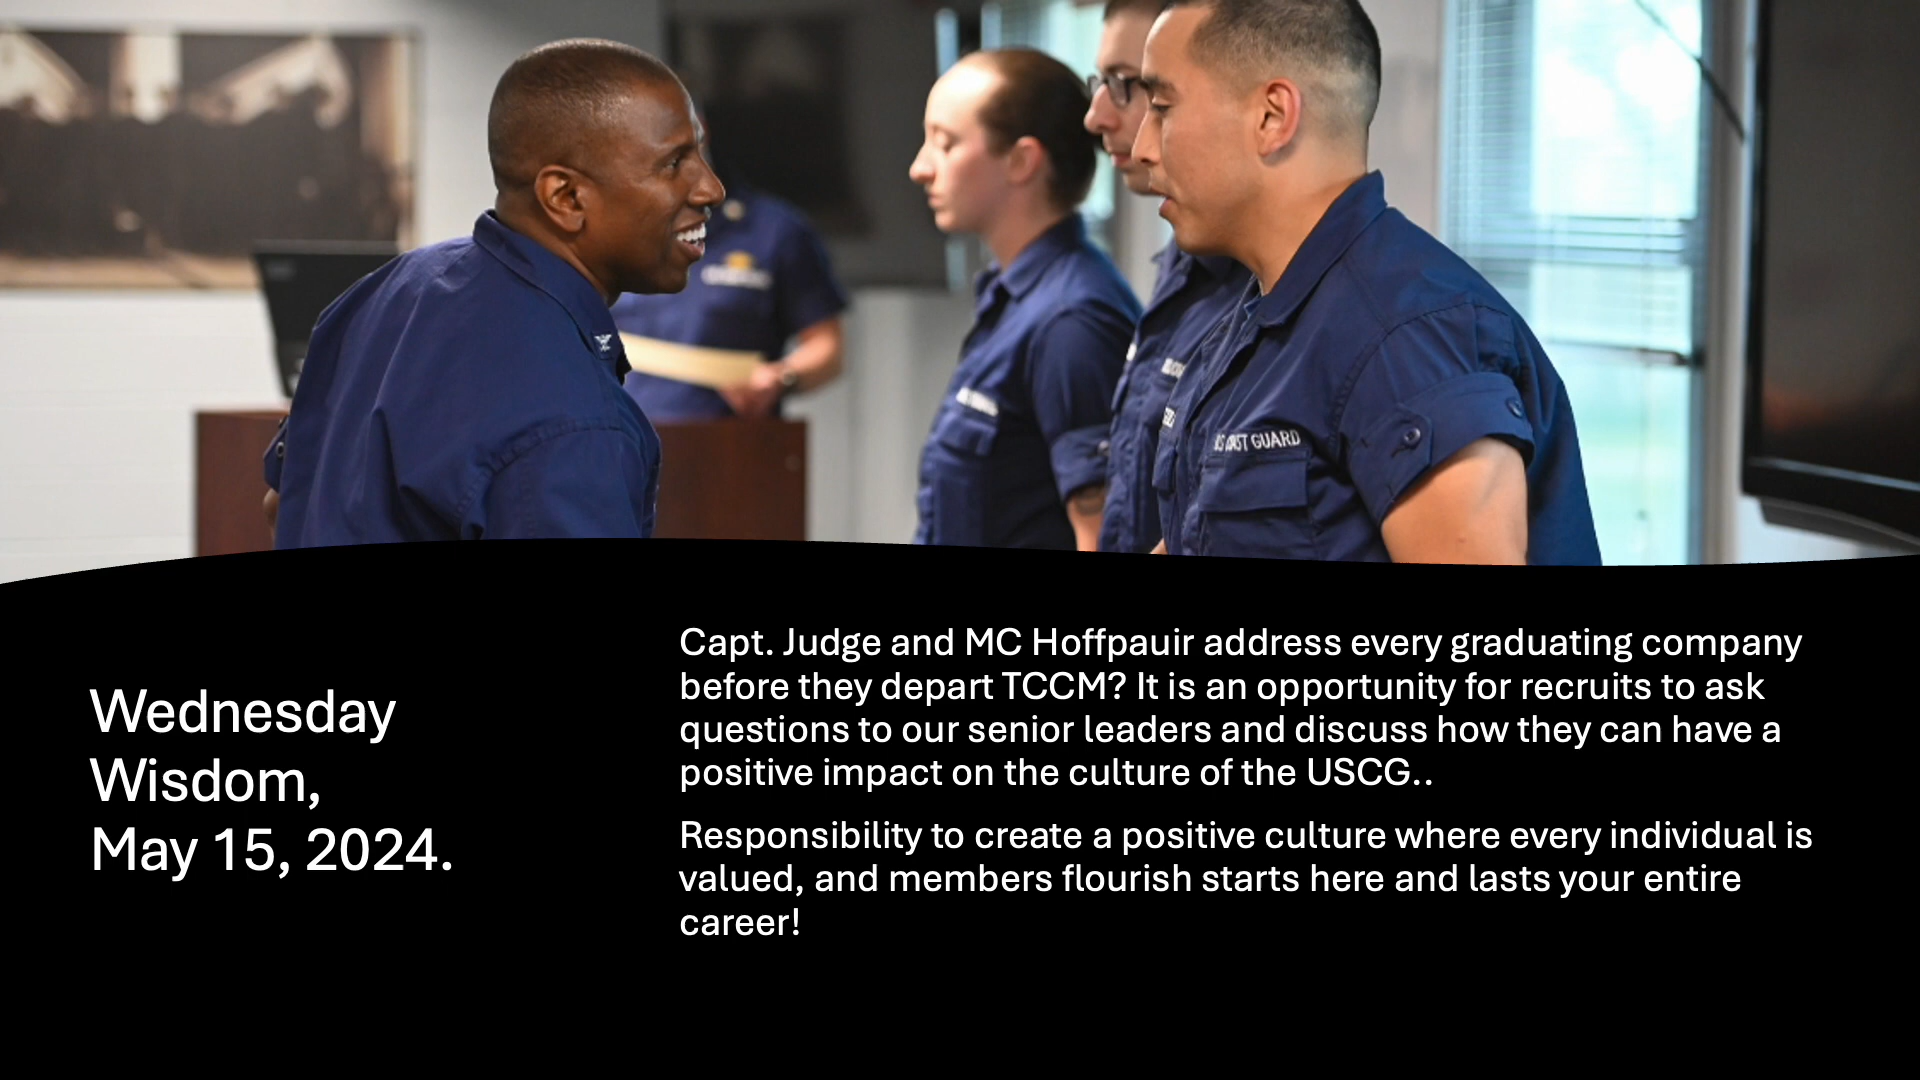 US COAST GUARD
Wednesday
Wisdom,
May 15, 2024.
Capt. Judge and MC Hoffpauir address every graduating company
before they depart TCCM? It is an opportunity for recruits to ask
questions to our senior leaders and discuss how they can have a
positive impact on the culture of the USCG..
Responsibility to create a positive culture where every individual is
valued, and members flourish starts here and lasts your entire
career!